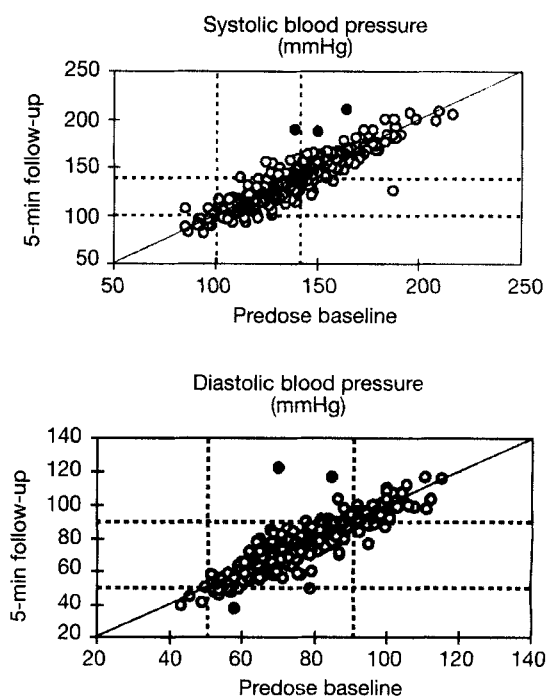 Systolic blood pressure
(mmHg)
250
200
150
100
50
5-min follow-up
50 100 150 200 250
Predose baseline
Diastolic blood pressure
(mmHg)
140
120
100
80
60
40
20
5-min follow-up
20 40 60 80 100 120 140
Predose baseline